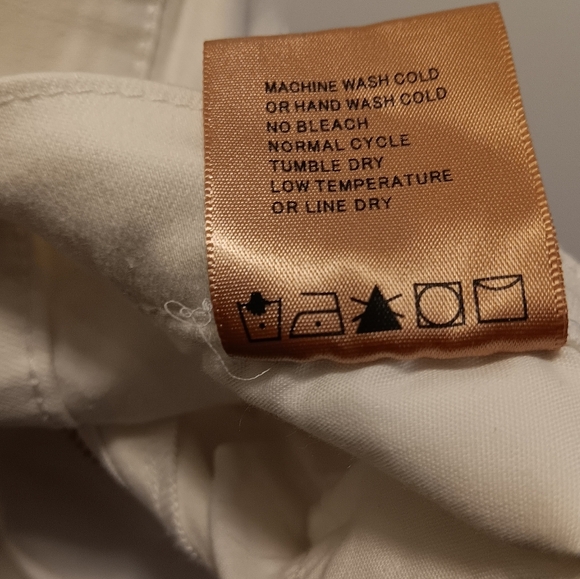 MACHINE WASH COLD
OR HAND WASH COLD
NO BLEACH
NORMAL CYCLE
TUMBLE DRY
LOW TEMPERATURE
OR LINE DRY